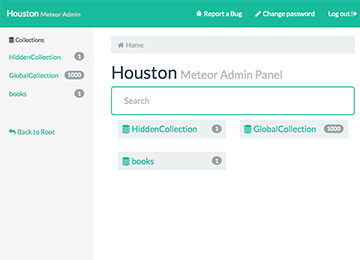 Houston Meteor Admin
Report a Bug
Change password
Log out
Collections
HiddenCollection 1
GlobalCollection 1000
books 1
Back to Root
Home
Houston Meteor Admin Panel
Search
HiddenCollection 1
GlobalCollection 1000
books 1